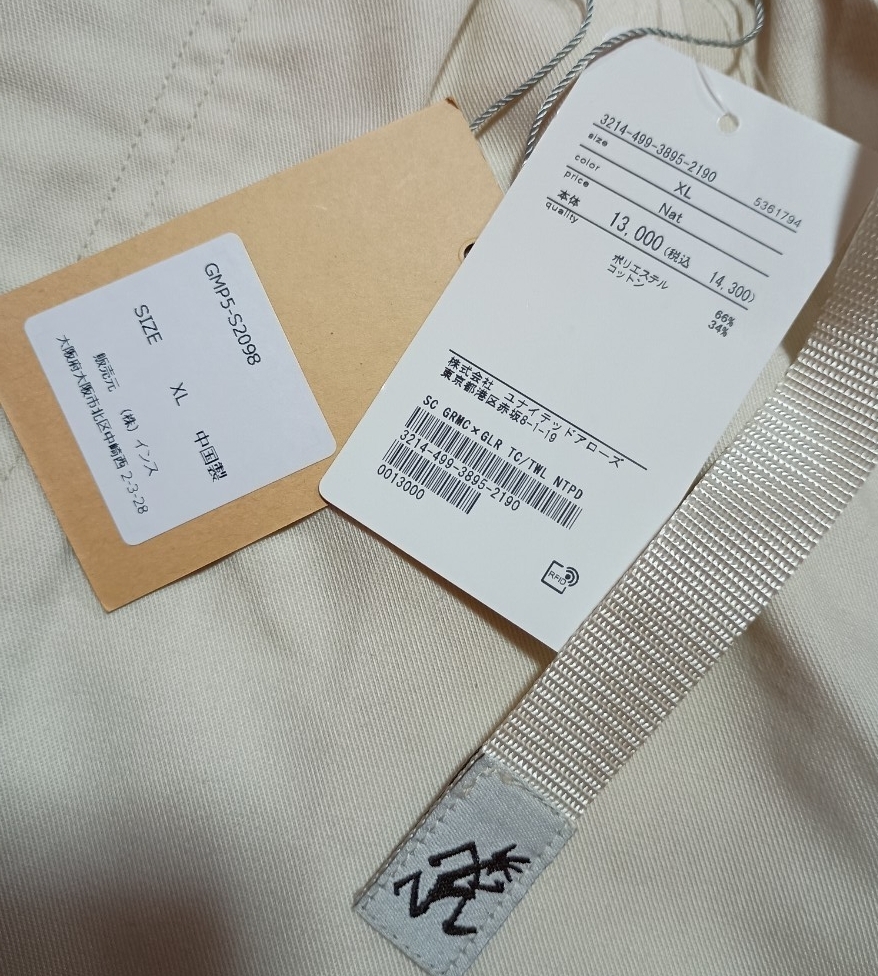 GMP5-S2098
SIZE XL 中国製
販売元 (株) インス
大阪府大阪市北区中崎西 2-3-28
3214-499-3895-2190
size XL 5361794
color Nat
price
本体 13,000 (税込 14,300)
quality
ポリエステル 66%
コットン 34%
株式会社 ユナイテッドアローズ
東京都港区赤坂8-1-19
SC GRMC×GLR TC/TWL NTPD
3214-499-3895-2190
0013000
RFID